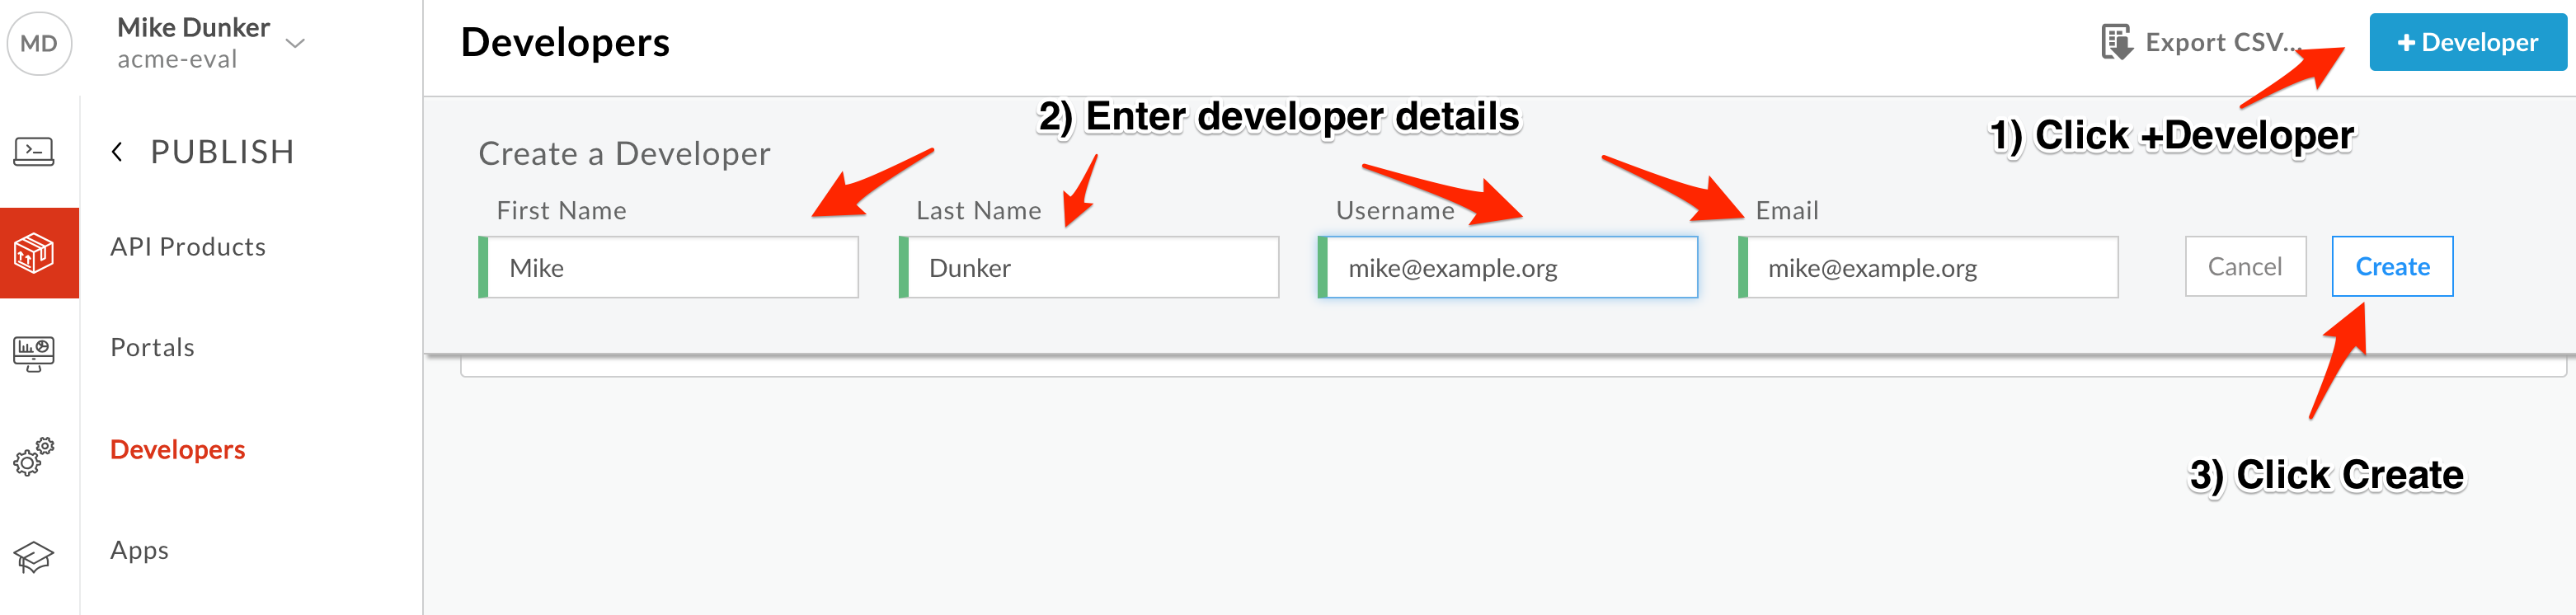 MD
Mike Dunker
acme-eval
PUBLISH
API Products
Portals
Developers
Apps
Developers
Export CSV...
+ Developer
1) Click +Developer
2) Enter developer details
Create a Developer
First Name
Last Name
Username
Email
Mike
Dunker
mike@example.org
mike@example.org
Cancel
Create
3) Click Create